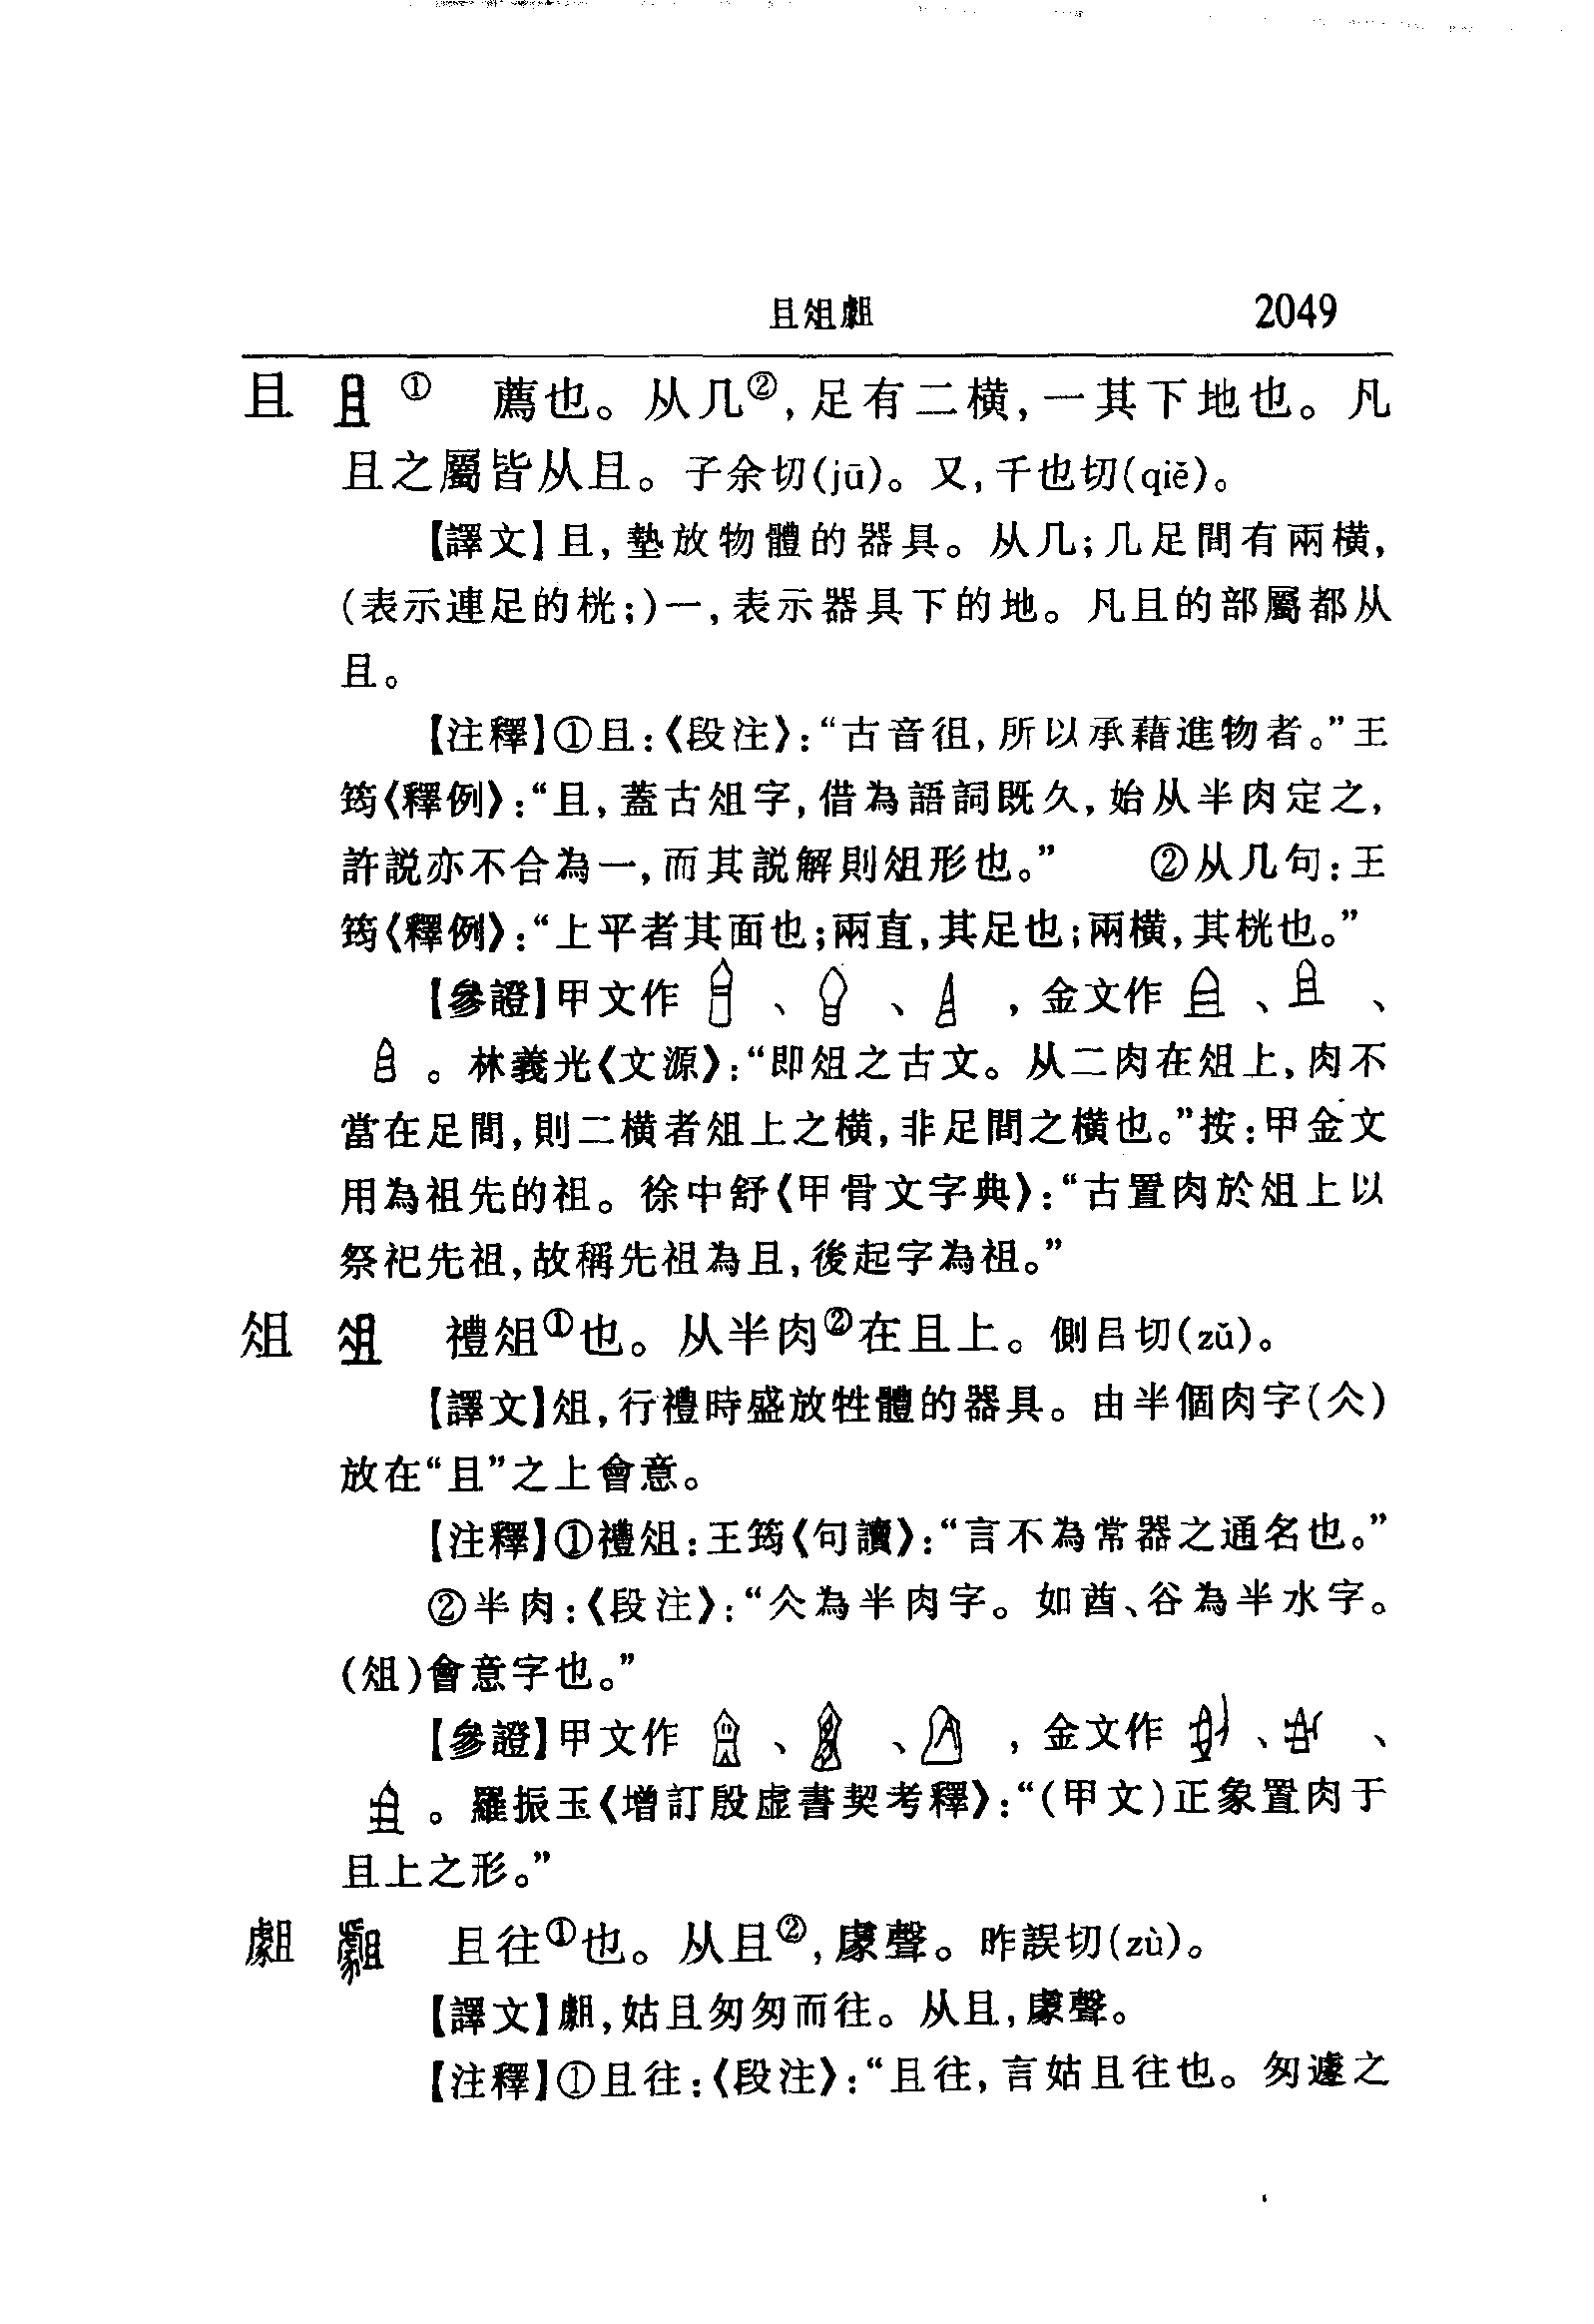 且俎䖕 2049
且 ① 薦也。从几②,足有二横,一其下地也。凡
且之屬皆从且。子余切(jū)。又,千也切(qiě)。
【譯文】且,墊放物體的器具。从几;几足間有兩横,
(表示連足的桄;)一,表示器具下的地。凡且的部屬都从
且。
【注釋】①且:《段注》:“古音徂,所以承藉進物者。”王
筠《釋例》:“且,蓋古俎字,借為語詞既久,始从半肉定之,
許説亦不合為一,而其説解則俎形也。” ②从几句:王
筠《釋例》:“上平者其面也;兩直,其足也;兩横,其桄也。”
【參證】甲文作 、 、 ,金文作 、 、
。林義光《文源》:“即俎之古文。从二肉在俎上,肉不
當在足間,則二横者俎上之横,非足間之横也。”按:甲金文
用為祖先的祖。徐中舒《甲骨文字典》:“古置肉於俎上以
祭祀先祖,故稱先祖為且,後起字為祖。”
俎 禮俎①也。从半肉②在且上。側吕切(zǔ)。
【譯文】俎,行禮時盛放牲體的器具。由半個肉字(仌)
放在“且”之上會意。
【注釋】①禮俎:王筠《句讀》:“言不為常器之通名也。”
②半肉:《段注》:“仌為半肉字。如酋、谷為半水字。
(俎)會意字也。”
【參證】甲文作 、 、 ,金文作 、 、
。羅振玉《增訂殷虛書契考釋》:“(甲文)正象置肉于
且上之形。”
且往①也。从且②,豦聲。昨誤切(zù)。
【譯文】,姑且匆匆而往。从且,豦聲。
【注釋】①且往:《段注》:“且往,言姑且往也。匆遽之